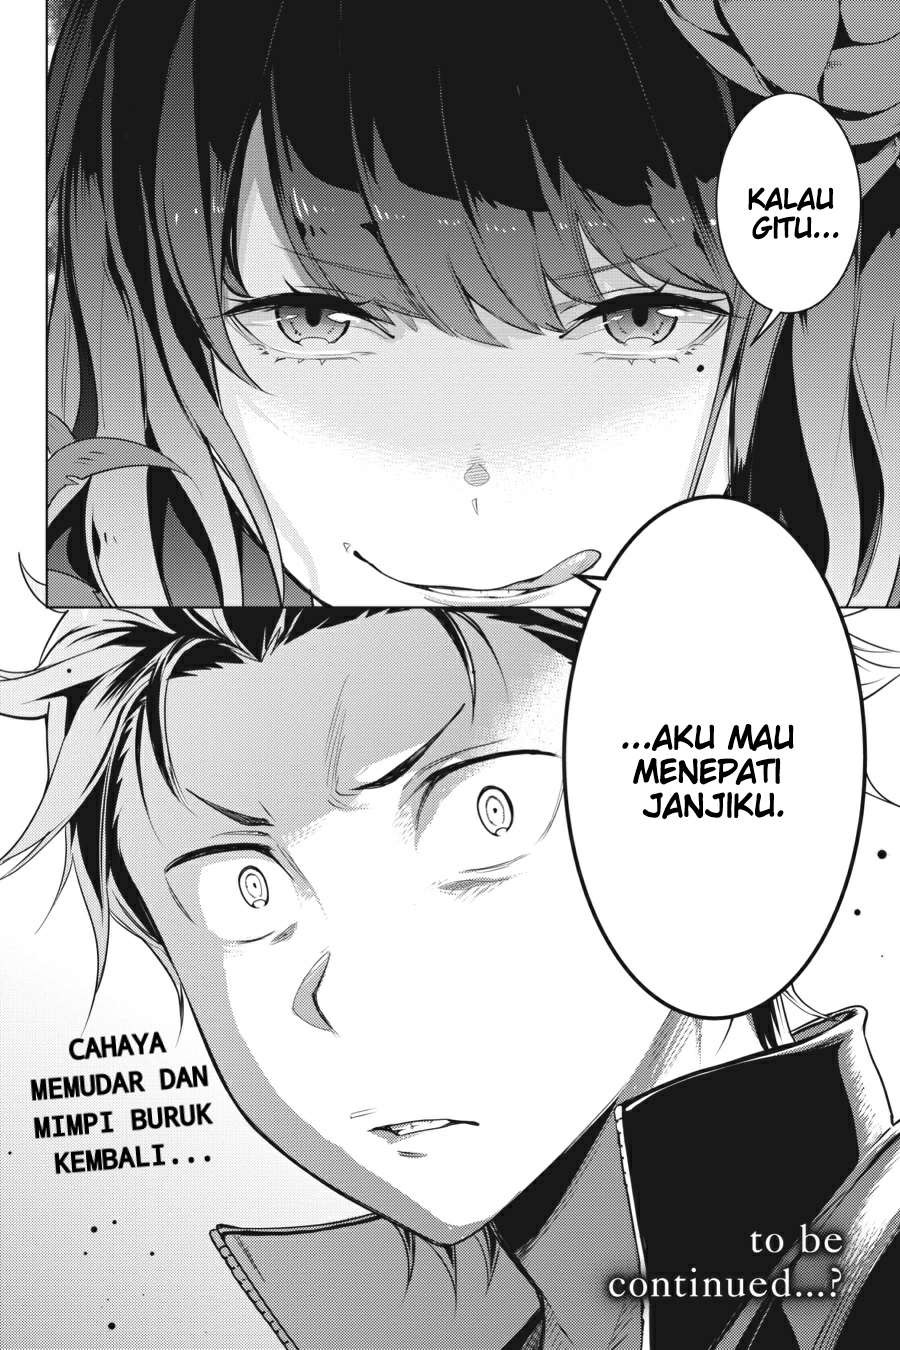 KALAU
GITU...
...AKU MAU
MENEPATI
JANJIKU.
CAHAYA
MEMUDAR DAN
MIMPI BURUK
KEMBALI...
to be
continued...?